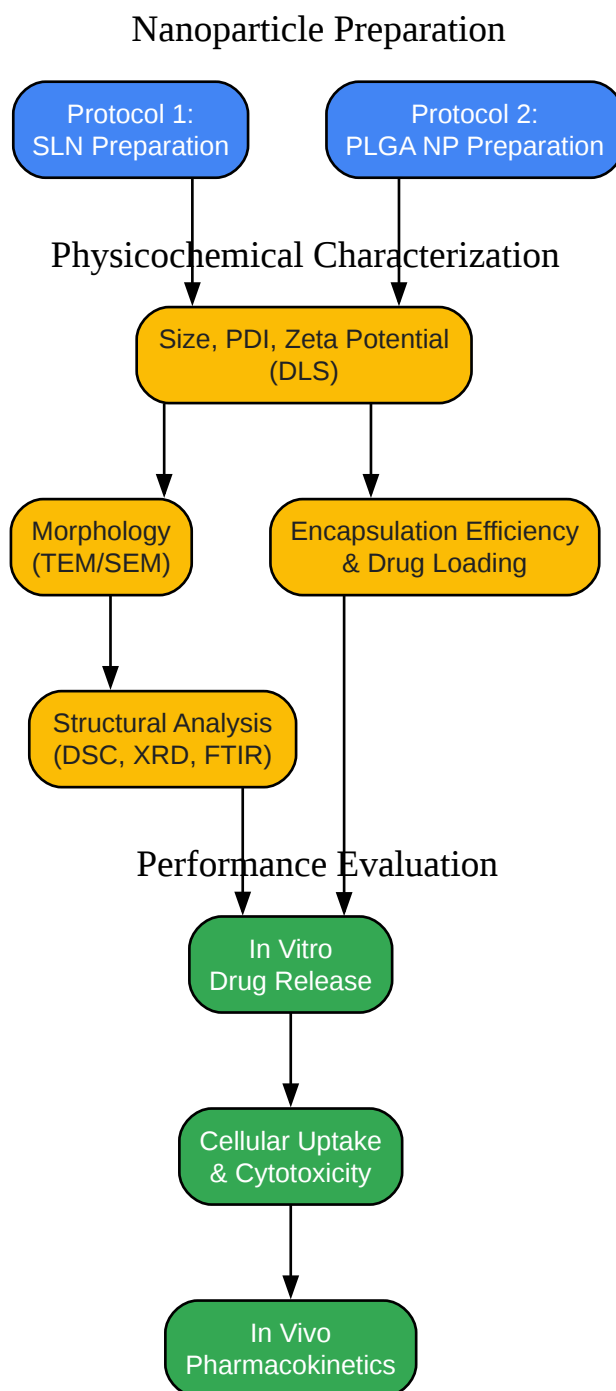 Nanoparticle Preparation
Protocol 1:
SLN Preparation
Protocol 2:
PLGA NP Preparation
Physicochemical Characterization
Size, PDI, Zeta Potential
(DLS)
Morphology
(TEM/SEM)
Encapsulation Efficiency
& Drug Loading
Structural Analysis
(DSC, XRD, FTIR)
Performance Evaluation
In Vitro
Drug Release
Cellular Uptake
& Cytotoxicity
In Vivo
Pharmacokinetics